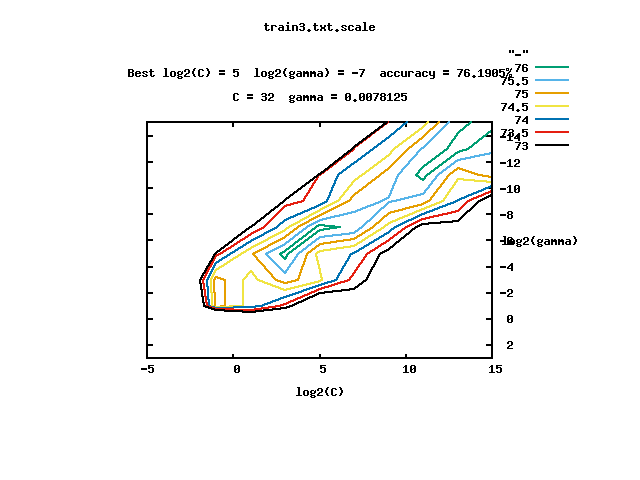 train3.txt.scale
"-"
Best log2(C) = 5  log2(gamma) = -7  accuracy = 76.1905%
C = 32  gamma = 0.0078125
76
75.5
75
74.5
74
73.5
73
-14
-12
-10
-8
-6
log2(gamma)
-4
-2
0
2
-5 0 5 10 15
log2(C)